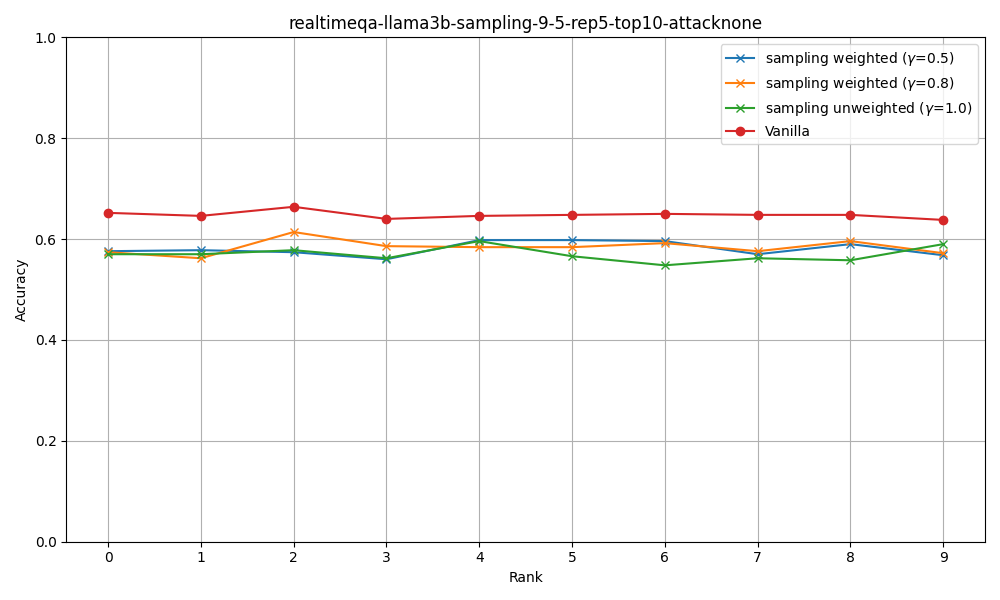 realtimeqa-llama3b-sampling-9-5-rep5-top10-attacknone
sampling weighted (γ=0.5)
sampling weighted (γ=0.8)
sampling unweighted (γ=1.0)
Vanilla
1.0
0.8
0.6
0.4
0.2
0.0
Accuracy
0 1 2 3 4 5 6 7 8 9
Rank